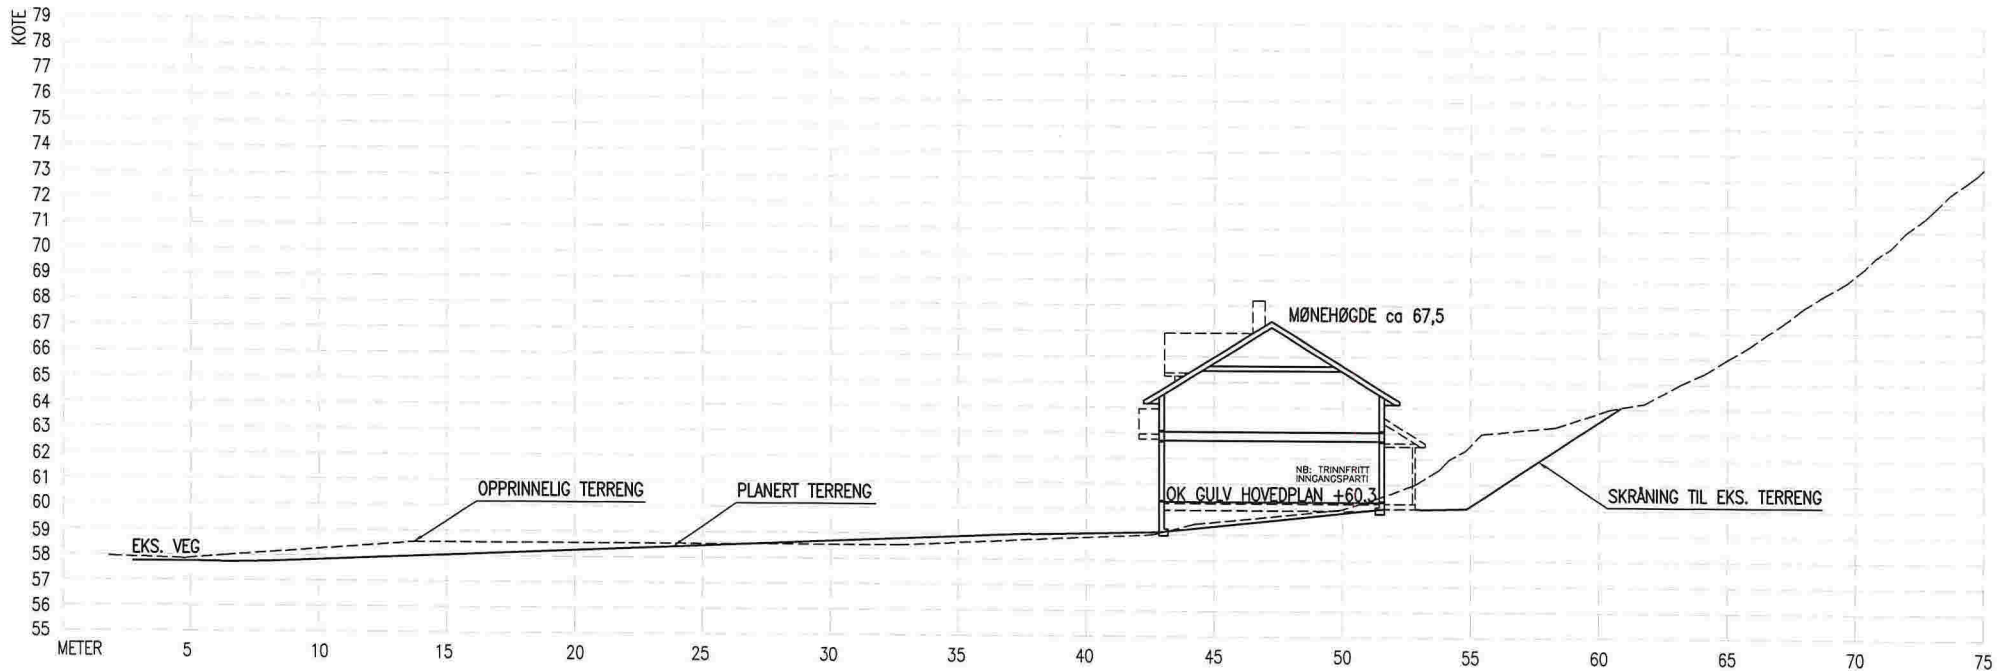 KOTE
79
78
77
76
75
74
73
72
71
70
69
68
67
66
65
64
63
62
61
60
59
58
57
56
55
MØNEHØGDE ca 67,5
NB: TRINNFRITT
INNGANGSPARTI
OK GULV HOVEDPLAN +60,3
OPPRINNELIG TERRENG
PLANERT TERRENG
SKRÅNING TIL EKS. TERRENG
EKS. VEG
METER 5 10 15 20 25 30 35 40 45 50 55 60 65 70 75